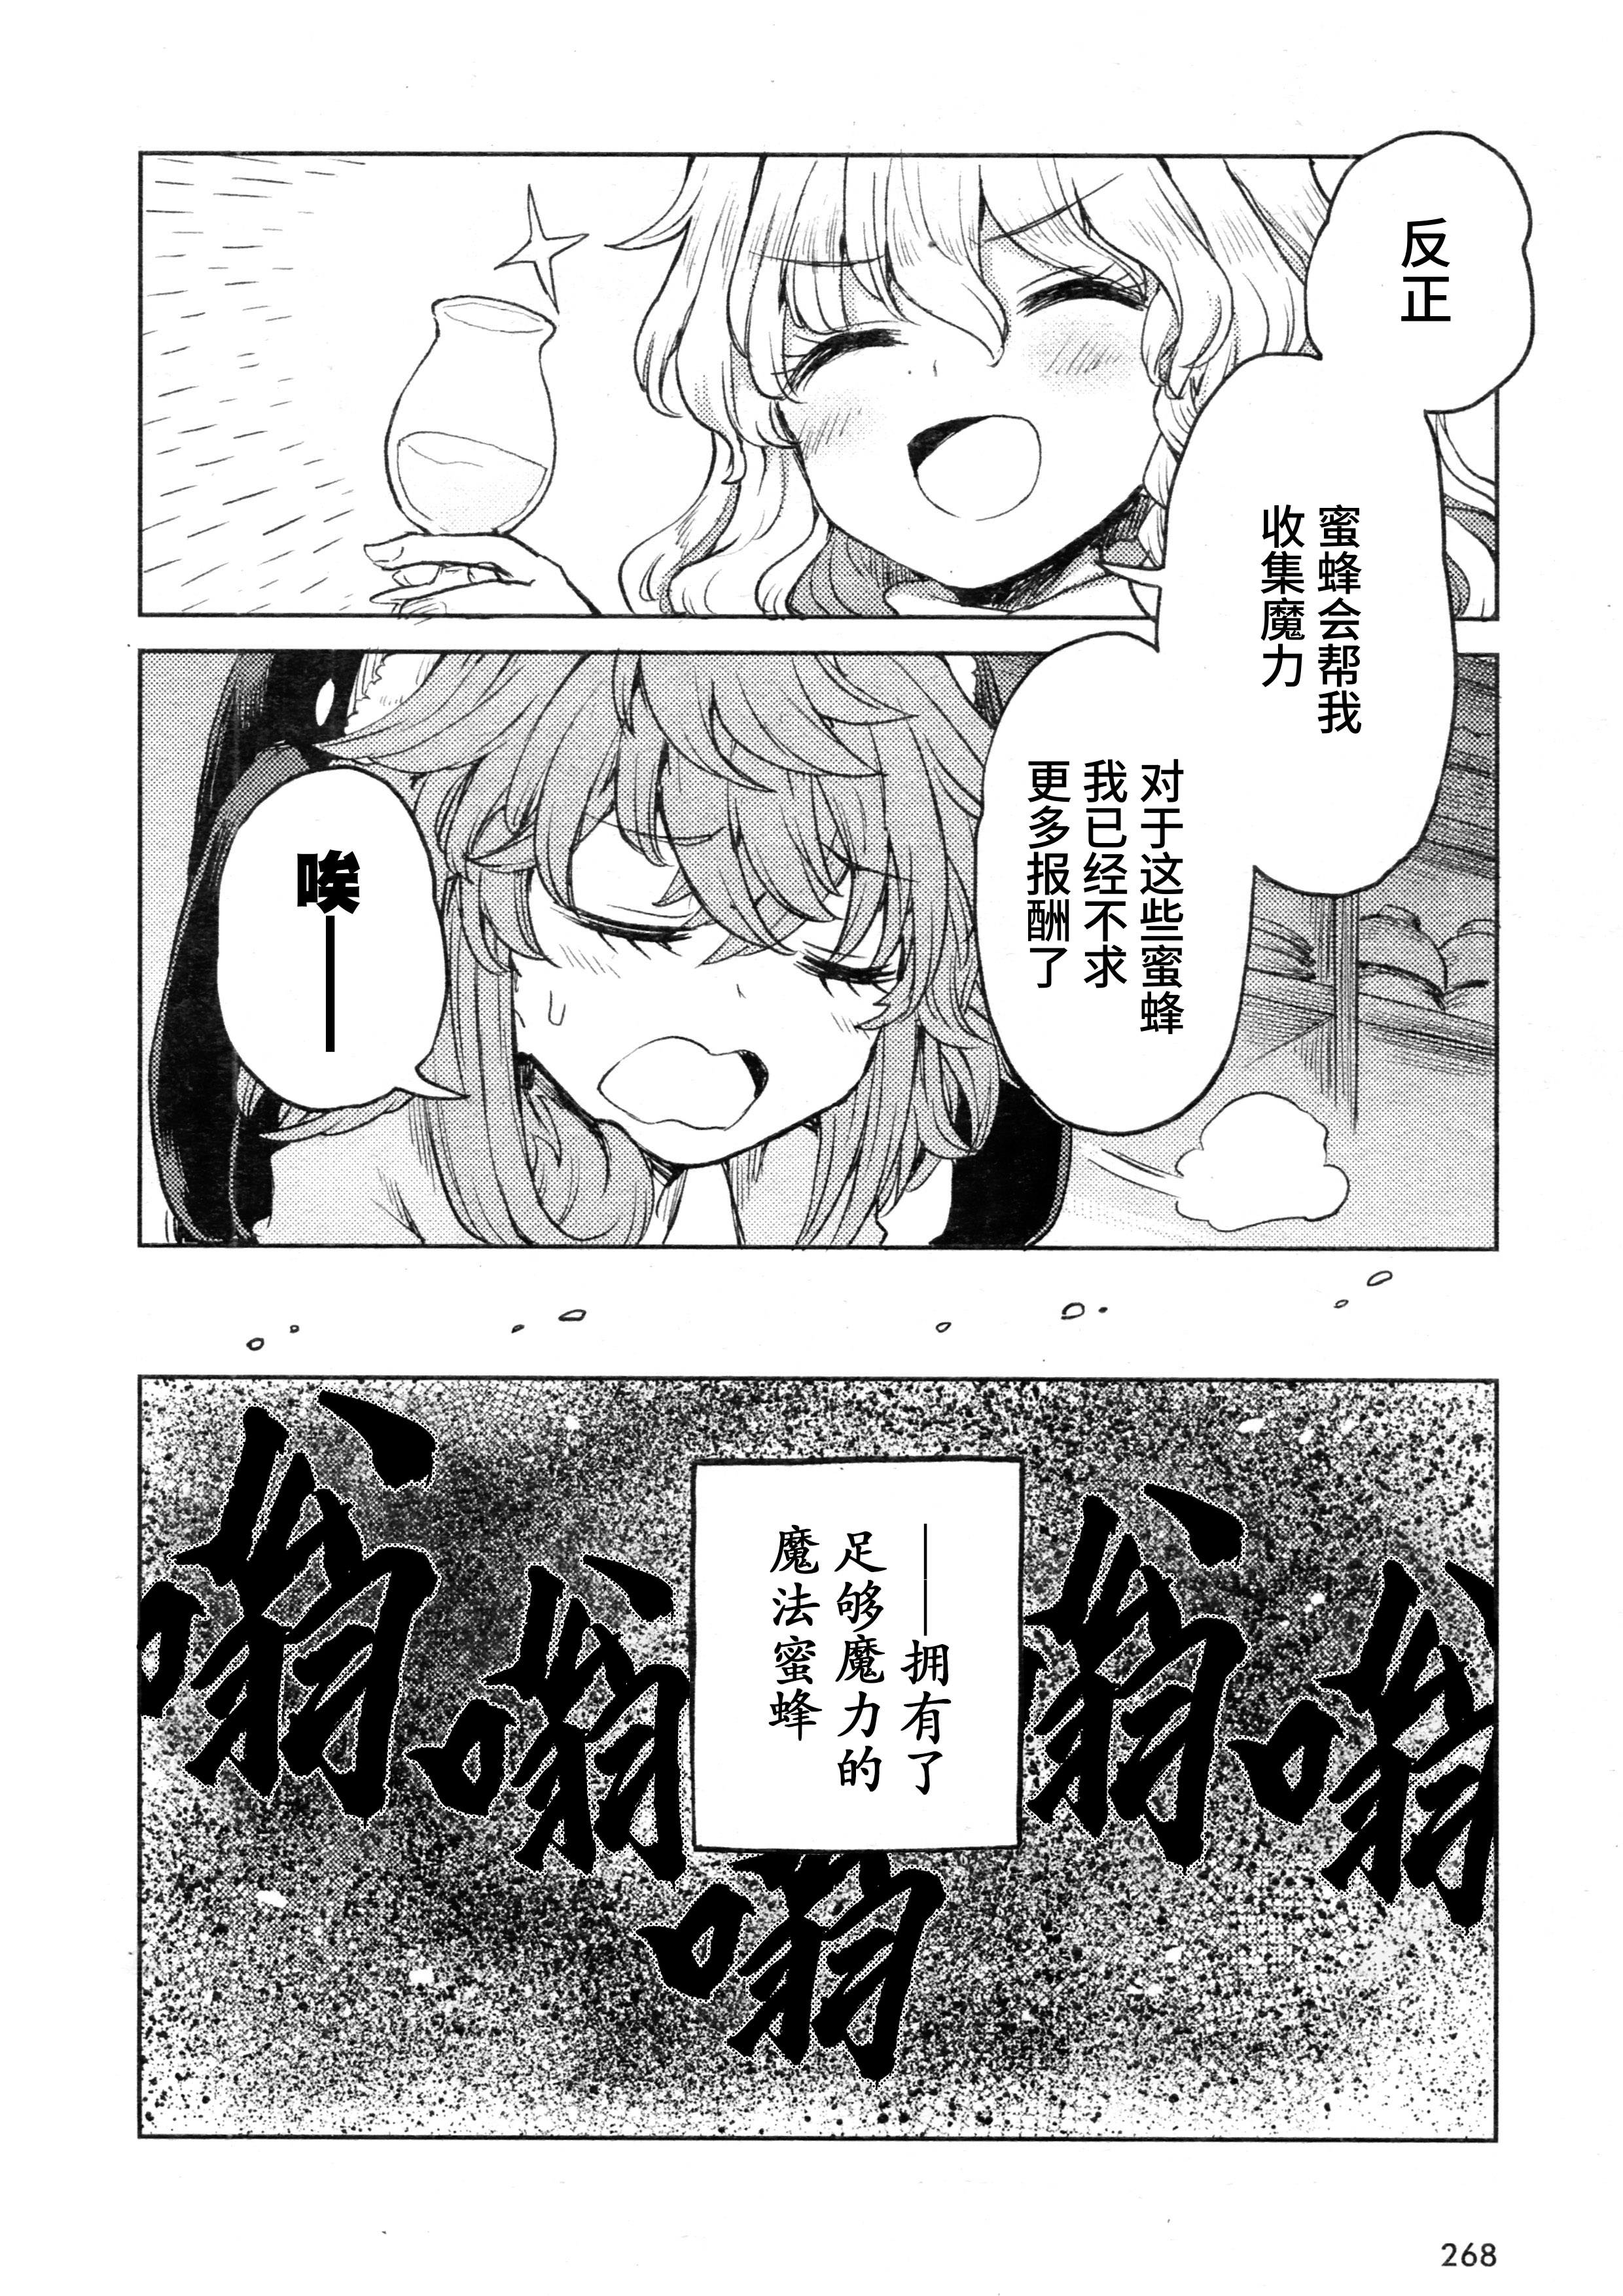 反正
蜜蜂会帮我
收集魔力
对于这些蜜蜂
我已经不求
更多报酬了
唉——
——拥有了
足够魔力的
魔法蜜蜂
嗡
嗡
嗡
嗡
嗡
268